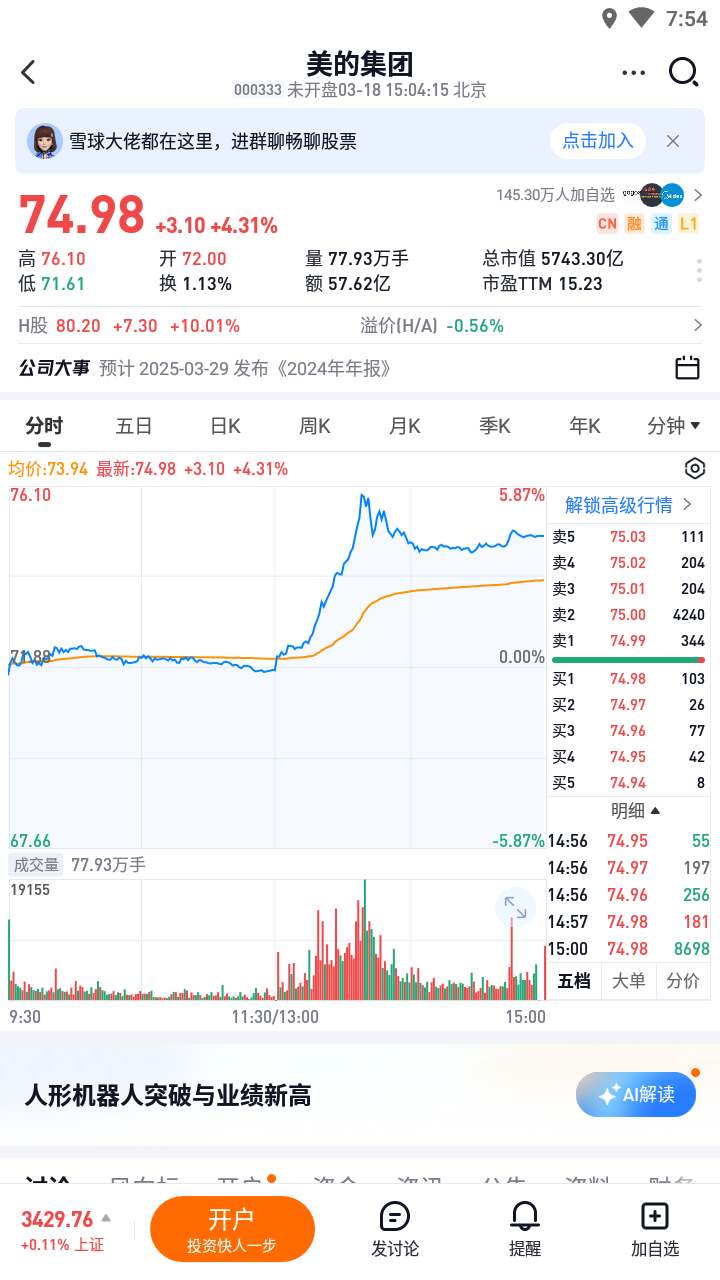 7:54
美的集团
000333 未开盘03-18 15:04:15 北京
雪球大佬都在这里，进群聊畅聊股票
点击加入
74.98 +3.10 +4.31%
145.30万人加自选
CN 融 通 L1
高 76.10 开 72.00 量 77.93万手 总市值 5743.30亿
低 71.61 换 1.13% 额 57.62亿 市盈TTM 15.23
H股 80.20 +7.30 +10.01% 溢价(H/A) -0.56%
公司大事 预计 2025-03-29 发布《2024年年报》
分时 五日 日K 周K 月K 季K 年K 分钟
均价:73.94 最新:74.98 +3.10 +4.31%
76.10 5.87%
71.88 0.00%
67.66 -5.87%
解锁高级行情
卖5 75.03 111
卖4 75.02 204
卖3 75.01 204
卖2 75.00 4240
卖1 74.99 344
买1 74.98 103
买2 74.97 26
买3 74.96 77
买4 74.95 42
买5 74.94 8
明细
14:56 74.95 55
14:56 74.97 197
14:56 74.96 256
14:57 74.98 181
15:00 74.98 8698
五档 大单 分价
成交量 77.93万手
19155
9:30 11:30/13:00 15:00
人形机器人突破与业绩新高
AI解读
讨论 开户 资金 资讯 公告 资料 财务
3429.76
+0.11% 上证
开户
投资快人一步
发讨论
提醒
加自选